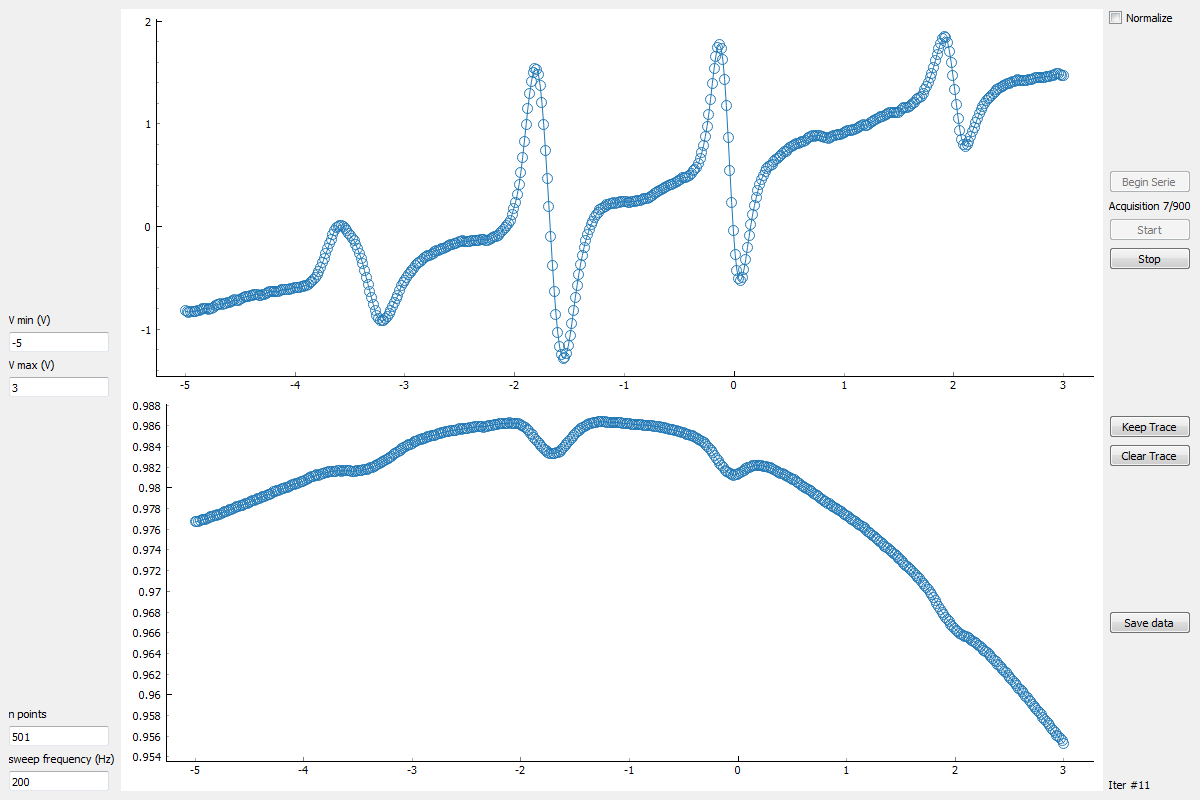 Normalize
2
1
0
-1
-5 -4 -3 -2 -1 0 1 2 3
Begin Serie
Acquisition 7/900
Start
Stop
V min (V)
-5
V max (V)
3
0.988
0.986
0.984
0.982
0.98
0.978
0.976
0.974
0.972
0.97
0.968
0.966
0.964
0.962
0.96
0.958
0.956
0.954
-5 -4 -3 -2 -1 0 1 2 3
Keep Trace
Clear Trace
Save data
n points
501
sweep frequency (Hz)
200
Iter #11